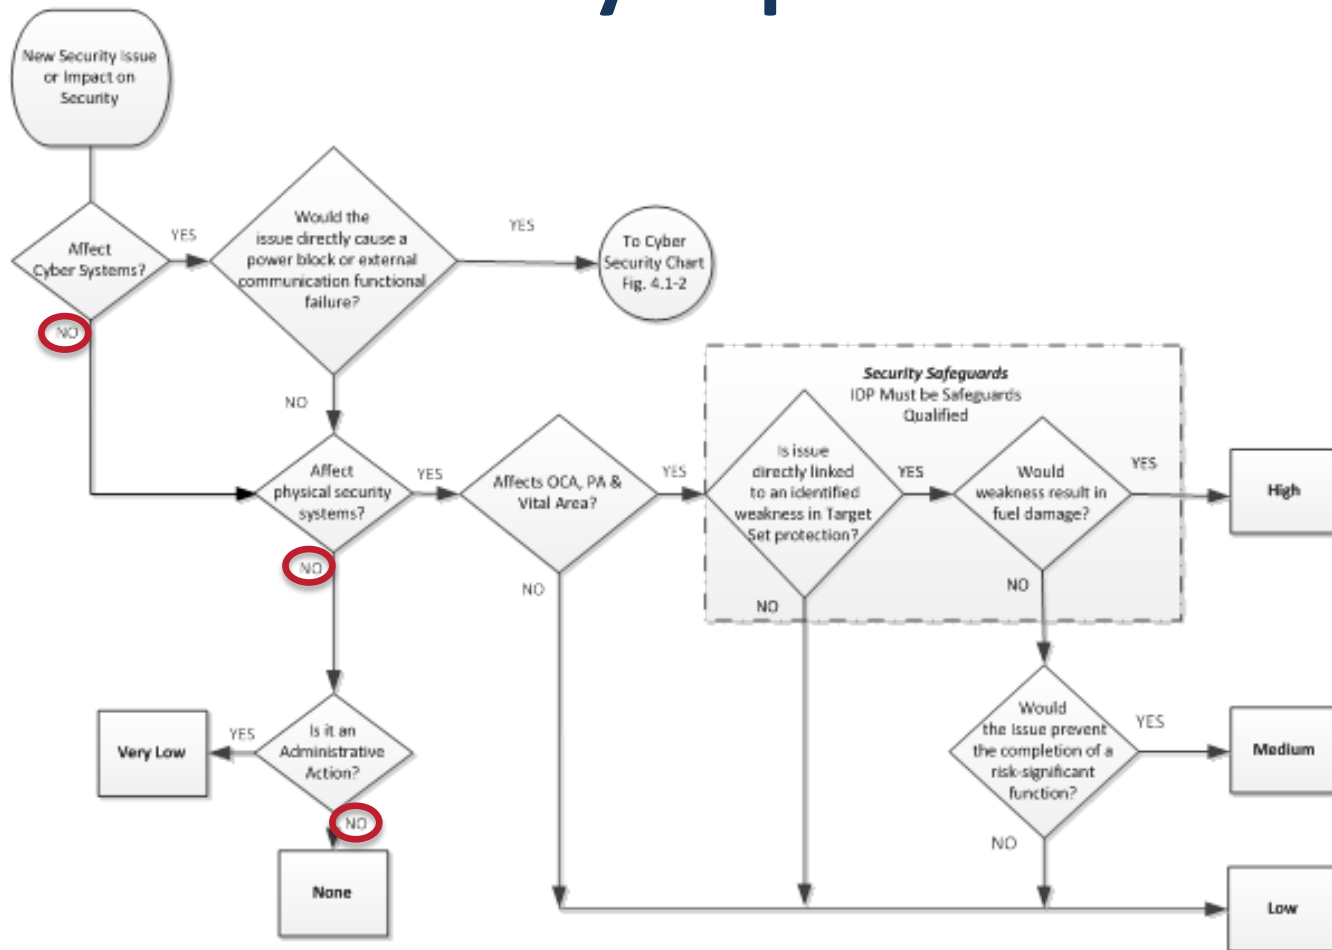 New Security Issue
or Impact on
Security
Affect
Cyber Systems?
YES
NO
Would the
issue directly cause a
power block or external
communication functional
failure?
YES
NO
To Cyber
Security Chart
Fig. 4.1-2
Affect
physical security
systems?
YES
NO
Affects OCA, PA &
Vital Area?
YES
NO
Security Safeguards
IDP Must be Safeguards
Qualified
Is issue
directly linked
to an identified
weakness in Target
Set protection?
YES
NO
Would
weakness result in
fuel damage?
YES
NO
High
Is it an
Administrative
Action?
YES
NO
Very Low
None
Would
the issue prevent
the completion of a
risk-significant
function?
YES
NO
Medium
Low